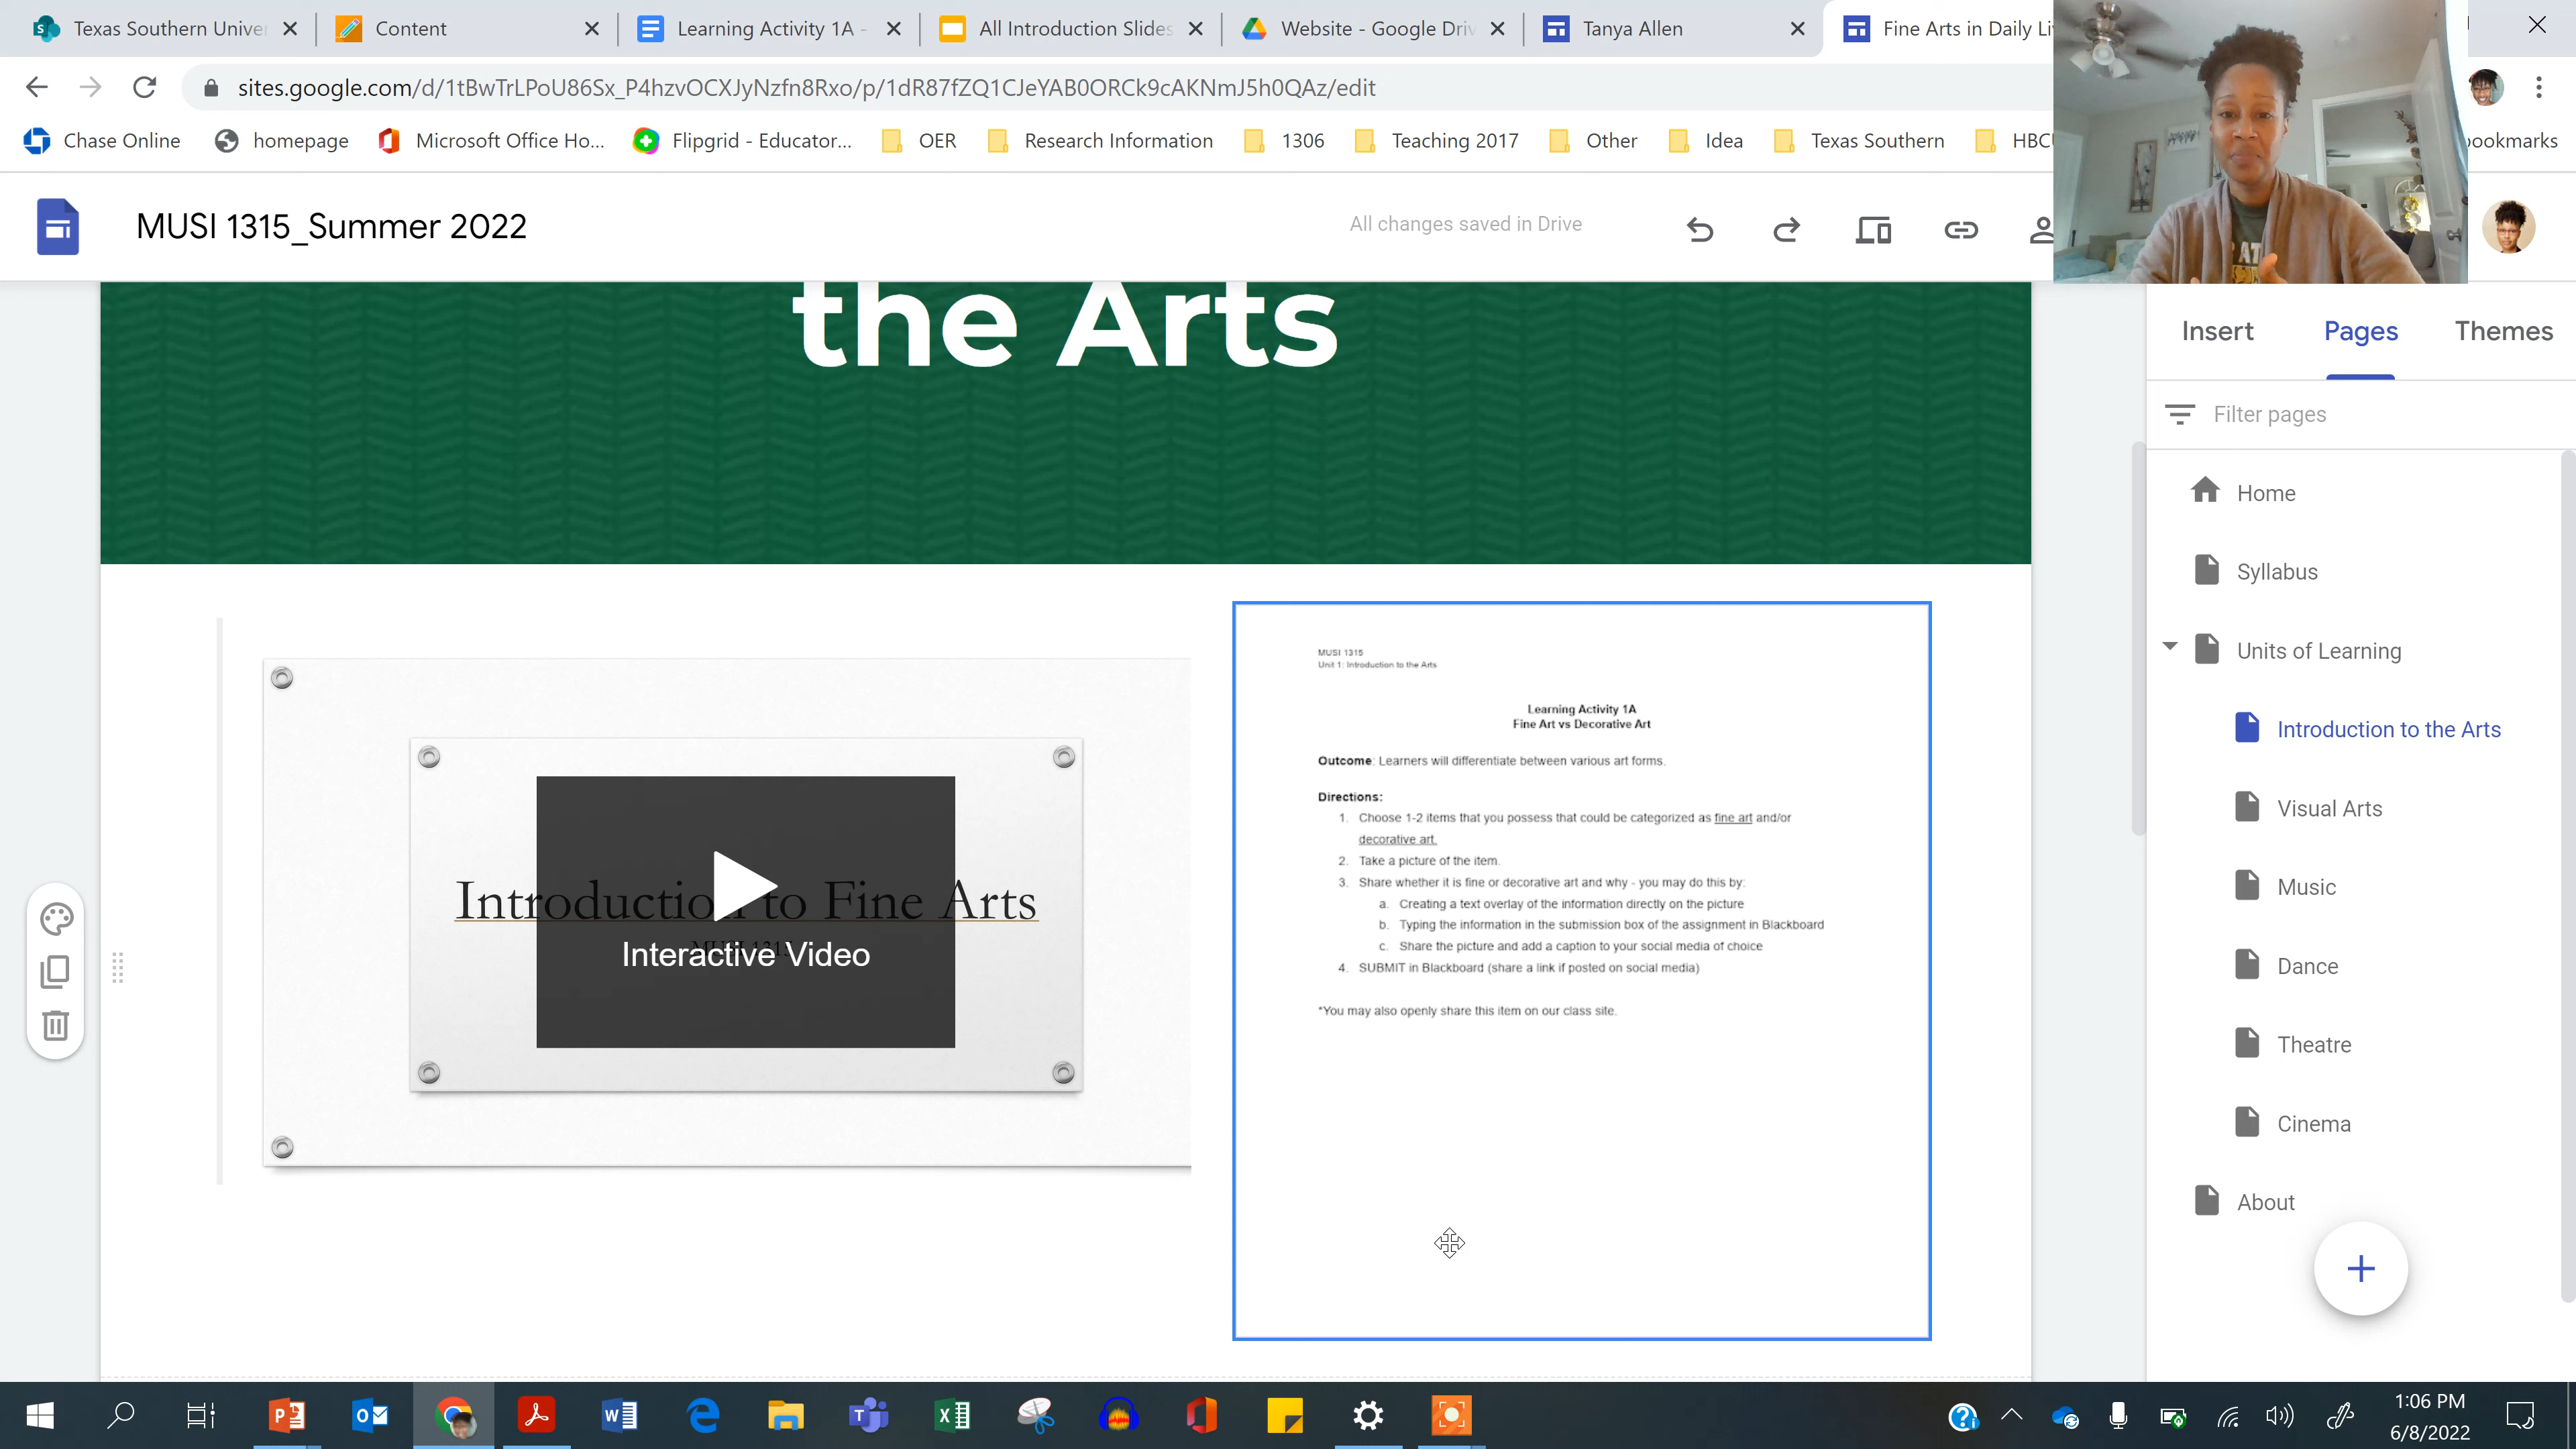 Texas Southern Univer
Content
Learning Activity 1A -
All Introduction Slides
Website - Google Driv
Tanya Allen
Fine Arts in Daily Li
sites.google.com/d/1tBwTrLPoU86Sx_P4hzvOCXJyNzfn8Rxo/p/1dR87fZQ1CJeYAB0ORCk9cAKNmJ5h0QAz/edit
Chase Online
homepage
Microsoft Office Ho...
Flipgrid - Educator...
OER
Research Information
1306
Teaching 2017
Other
Idea
Texas Southern
HBCU
bookmarks
MUSI 1315_Summer 2022
All changes saved in Drive
the Arts
Introduction to Fine Arts
MUSI 1315
Interactive Video
MUSI 1315
Unit 1: Introduction to the Arts
Learning Activity 1A
Fine Art vs Decorative Art
Outcome: Learners will differentiate between various art forms.
Directions:
1. Choose 1-2 items that you possess that could be categorized as fine art and/or
decorative art.
2. Take a picture of the item.
3. Share whether it is fine or decorative art and why - you may do this by:
a. Creating a text overlay of the information directly on the picture
b. Typing the information in the submission box of the assignment in Blackboard
c. Share the picture and add a caption to your social media of choice
4. SUBMIT in Blackboard (share a link if posted on social media)
*You may also openly share this item on our class site.
Insert
Pages
Themes
Filter pages
Home
Syllabus
Units of Learning
Introduction to the Arts
Visual Arts
Music
Dance
Theatre
Cinema
About
1:06 PM
6/8/2022